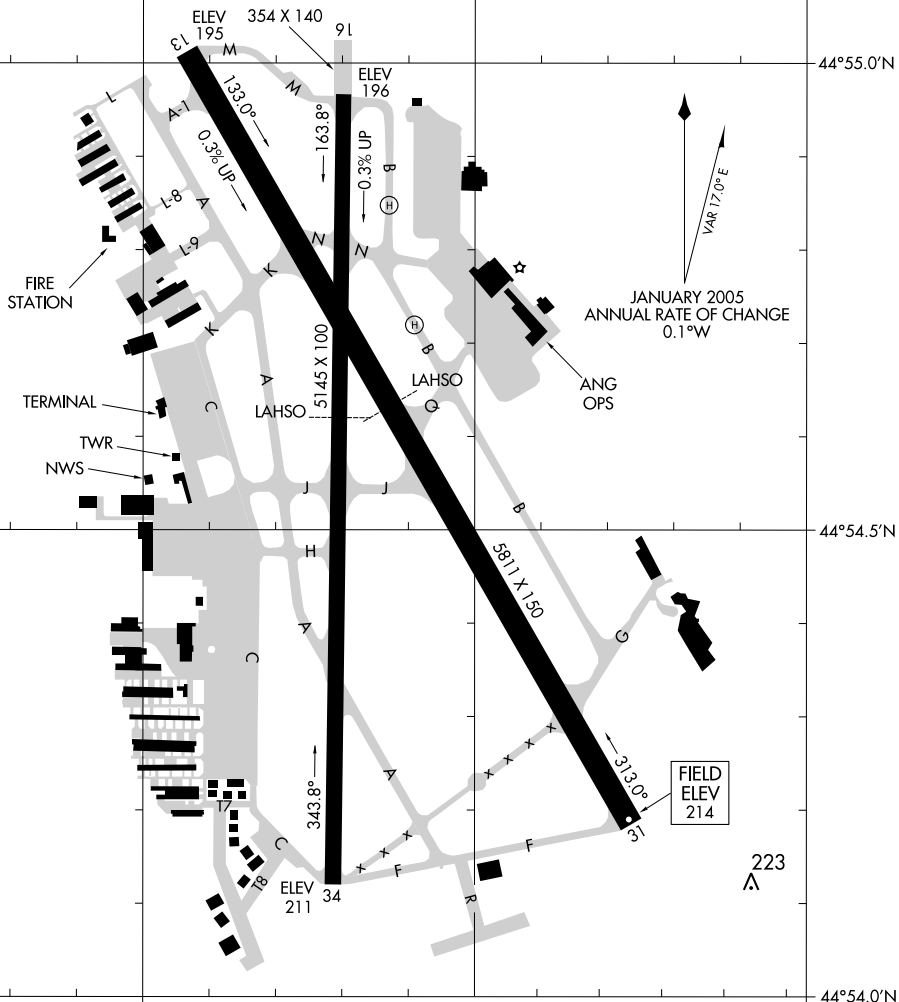 354 X 140
ELEV
195
13
16
M
44°55.0'N
ELEV
196
L
A-1
M
133.0°
163.8°
0.3% UP
0.3% UP
B
VAR 17.0° E
H
L-8
A
N
N
L-9
K
FIRE
STATION
JANUARY 2005
ANNUAL RATE OF CHANGE
0.1°W
K
H
B
5145 X 100
A
ANG
OPS
LAHSO
LAHSO
TERMINAL
C
Q
TWR
NWS
J
J
B
44°54.5'N
H
5811 X 150
A
G
C
x
x
x
x
313.0°
343.8°
A
FIELD
ELEV
214
T7
31
x
x
x
C
F
F
223
T8
ELEV
211
34
R
44°54.0'N